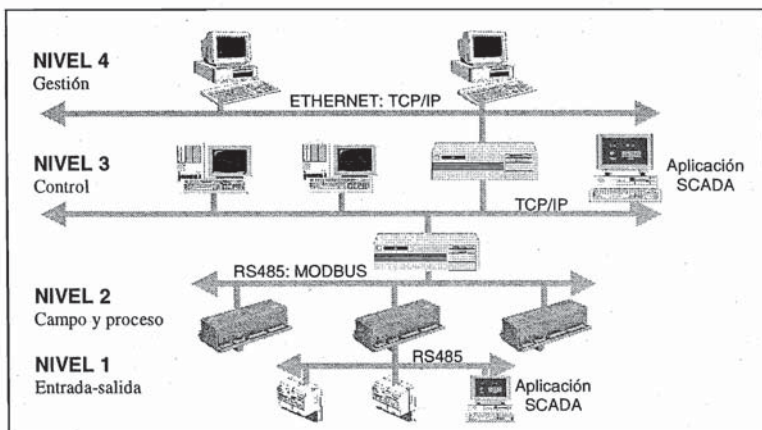 NIVEL 4
Gestión
ETHERNET: TCP/IP
NIVEL 3
Control
Aplicación
SCADA
TCP/IP
RS485: MODBUS
NIVEL 2
Campo y proceso
NIVEL 1
Entrada-salida
RS485
Aplicación
SCADA